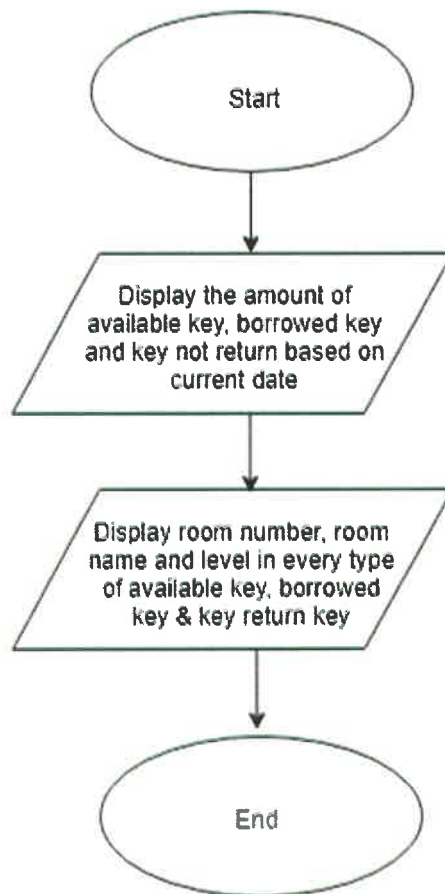 Start
Display the amount of
available key, borrowed key
and key not return based on
current date
Display room number, room
name and level in every type
of available key, borrowed
key & key return key
End